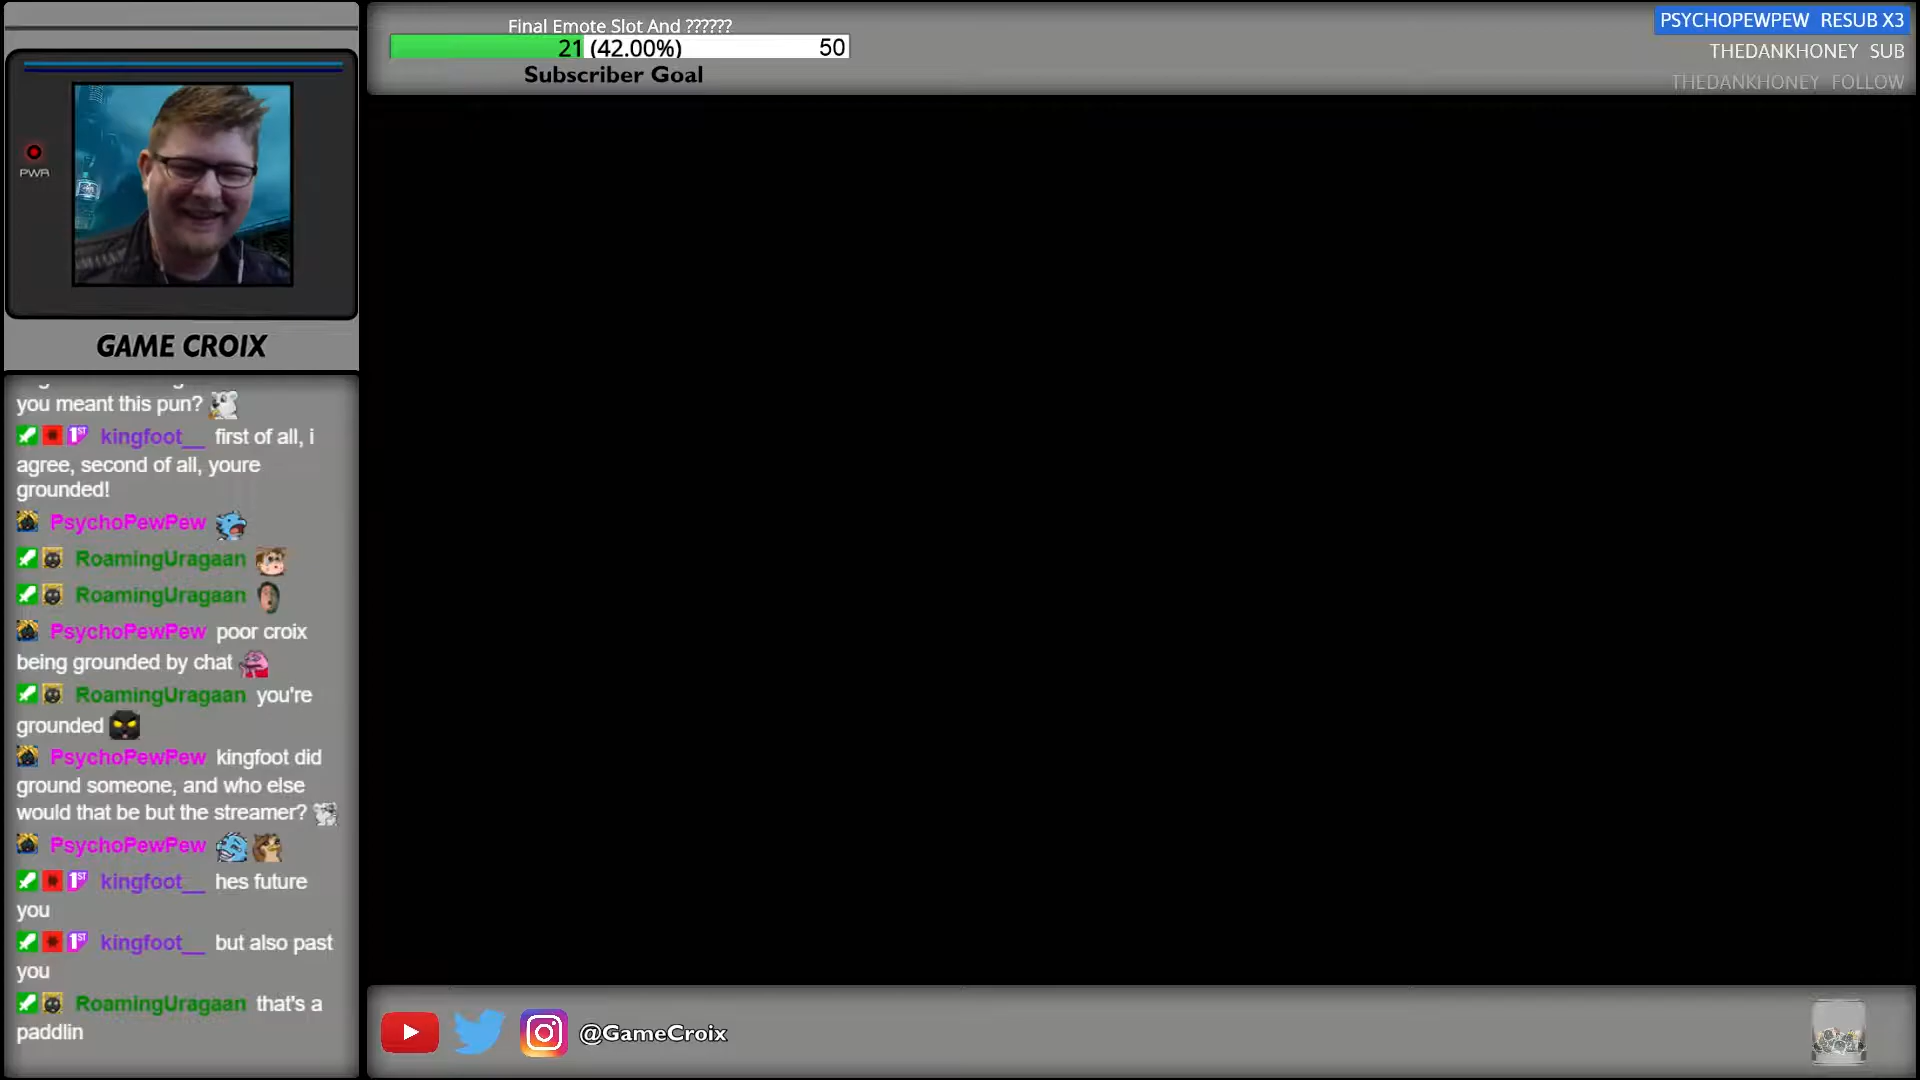 Final Emote Slot And ??????
21 (42.00%) 50
Subscriber Goal
PSYCHOPEWPEW RESUB X3
THEDANKHONEY SUB
THEDANKHONEY FOLLOW
PWR
GAME CROIX
you meant this pun?
1ST kingfoot__ first of all, i
agree, second of all, youre
grounded!
PsychoPewPew
RoamingUragaan
RoamingUragaan
PsychoPewPew poor croix
being grounded by chat
RoamingUragaan you're
grounded
PsychoPewPew kingfoot did
ground someone, and who else
would that be but the streamer?
PsychoPewPew
1ST kingfoot__ hes future
you
1ST kingfoot__ but also past
you
RoamingUragaan that's a
paddlin
@GameCroix